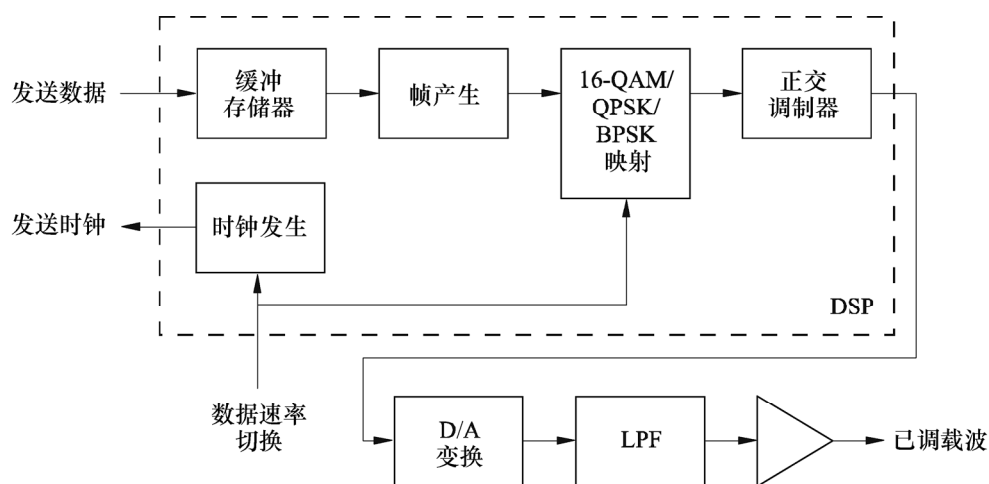 发送数据
缓冲
存储器
帧产生
16-QAM/
QPSK/
BPSK
映射
正交
调制器
发送时钟
时钟发生
DSP
数据速率
切换
D/A
变换
LPF
已调载波